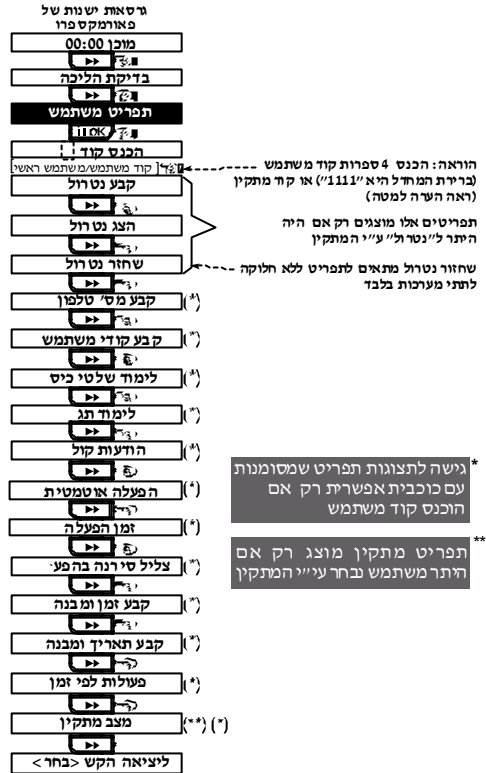 גרסאות ישנות של
פאורמקס פרו
מוכן 00:00
בדיקת הליכה
תפריט משתמש
OK
הכנס קוד
[קוד משתמש/משתמש ראשי]
הוראה: הכנס 4 ספרות קוד משתמש
(ברירת המחדל היא "1111") או קוד מתקין
(ראה הערה למטה)
קבע נטרול
הצג נטרול
שחזר נטרול
תפריטים אלו מוצגים רק אם היה
היתר ל"נטרול" ע"י המתקין
שחזור נטרול מתאים לתפריט ללא חלוקה
לתתי מערכות בלבד
קבע מס' טלפון (*)
קבע קודי משתמש (*)
לימוד שלטי כיס (*)
לימוד תג (*)
הודעות קול (*)
הפעלה אוטמטית (*)
זמן הפעלה (*)
צליל סירנה בהפע׳ (*)
קבע זמן ומבנה (*)
קבע תאריך ומבנה (*)
פעולות לפי זמן (*)
מצב מתקין (**) (*)
ליציאה הקש <בחר>
* גישה לתצוגות תפריט שמסומנות
עם כוכבית אפשרית רק אם
הוכנס קוד משתמש
** תפריט מתקין מוצג רק אם
היתר משתמש נבחר עי"י המתקין